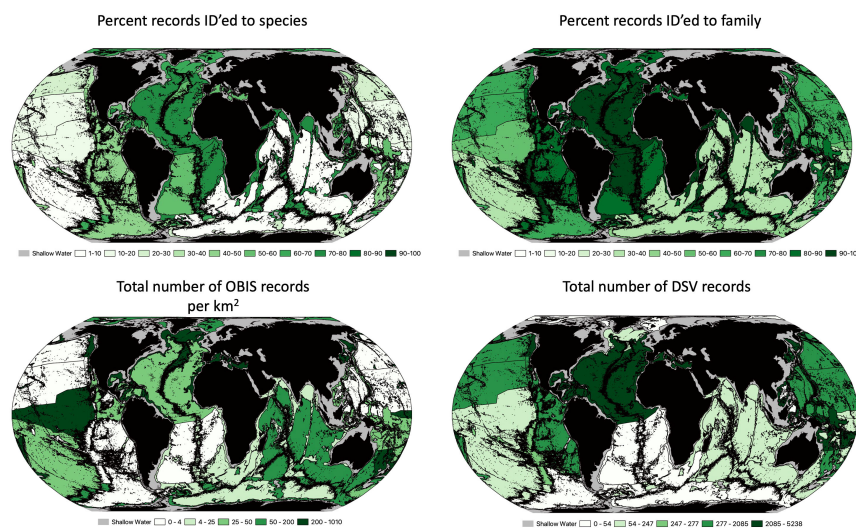 Percent records ID'ed to species
Percent records ID'ed to family
Shallow Water 1-10 10-20 20-30 30-40 40-50 50-60 60-70 70-80 80-90 90-100
Shallow Water 1-10 10-20 20-30 30-40 40-50 50-60 60-70 70-80 80-90 90-10
Total number of OBIS records
per km²
Total number of DSV records
Shallow Water 0 - 4 4 - 25 25 - 50 50 - 200 200 - 1010
Shallow Water 0 - 54 54 - 247 247 - 277 277 - 2085 2085 - 5238